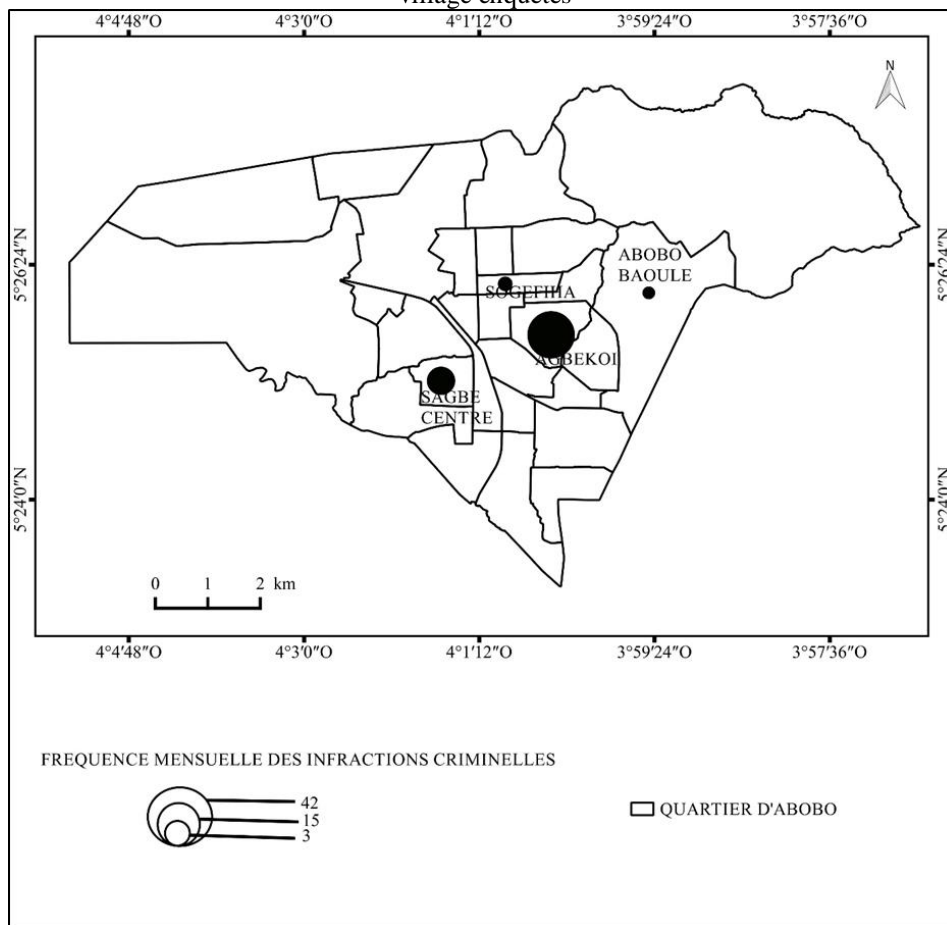 village enquêtés
4°4'48"O 4°3'0"O 4°1'12"O 3°59'24"O 3°57'36"O
N
5°26'24"N 5°26'24"N
ABOBO
BAOULE
SOGEFIHA
AGBEKOI
SAGBE
CENTRE
5°24'0"N 5°24'0"N
0 1 2 km
4°4'48"O 4°3'0"O 4°1'12"O 3°59'24"O 3°57'36"O
FREQUENCE MENSUELLE DES INFRACTIONS CRIMINELLES
42
15
3
QUARTIER D'ABOBO